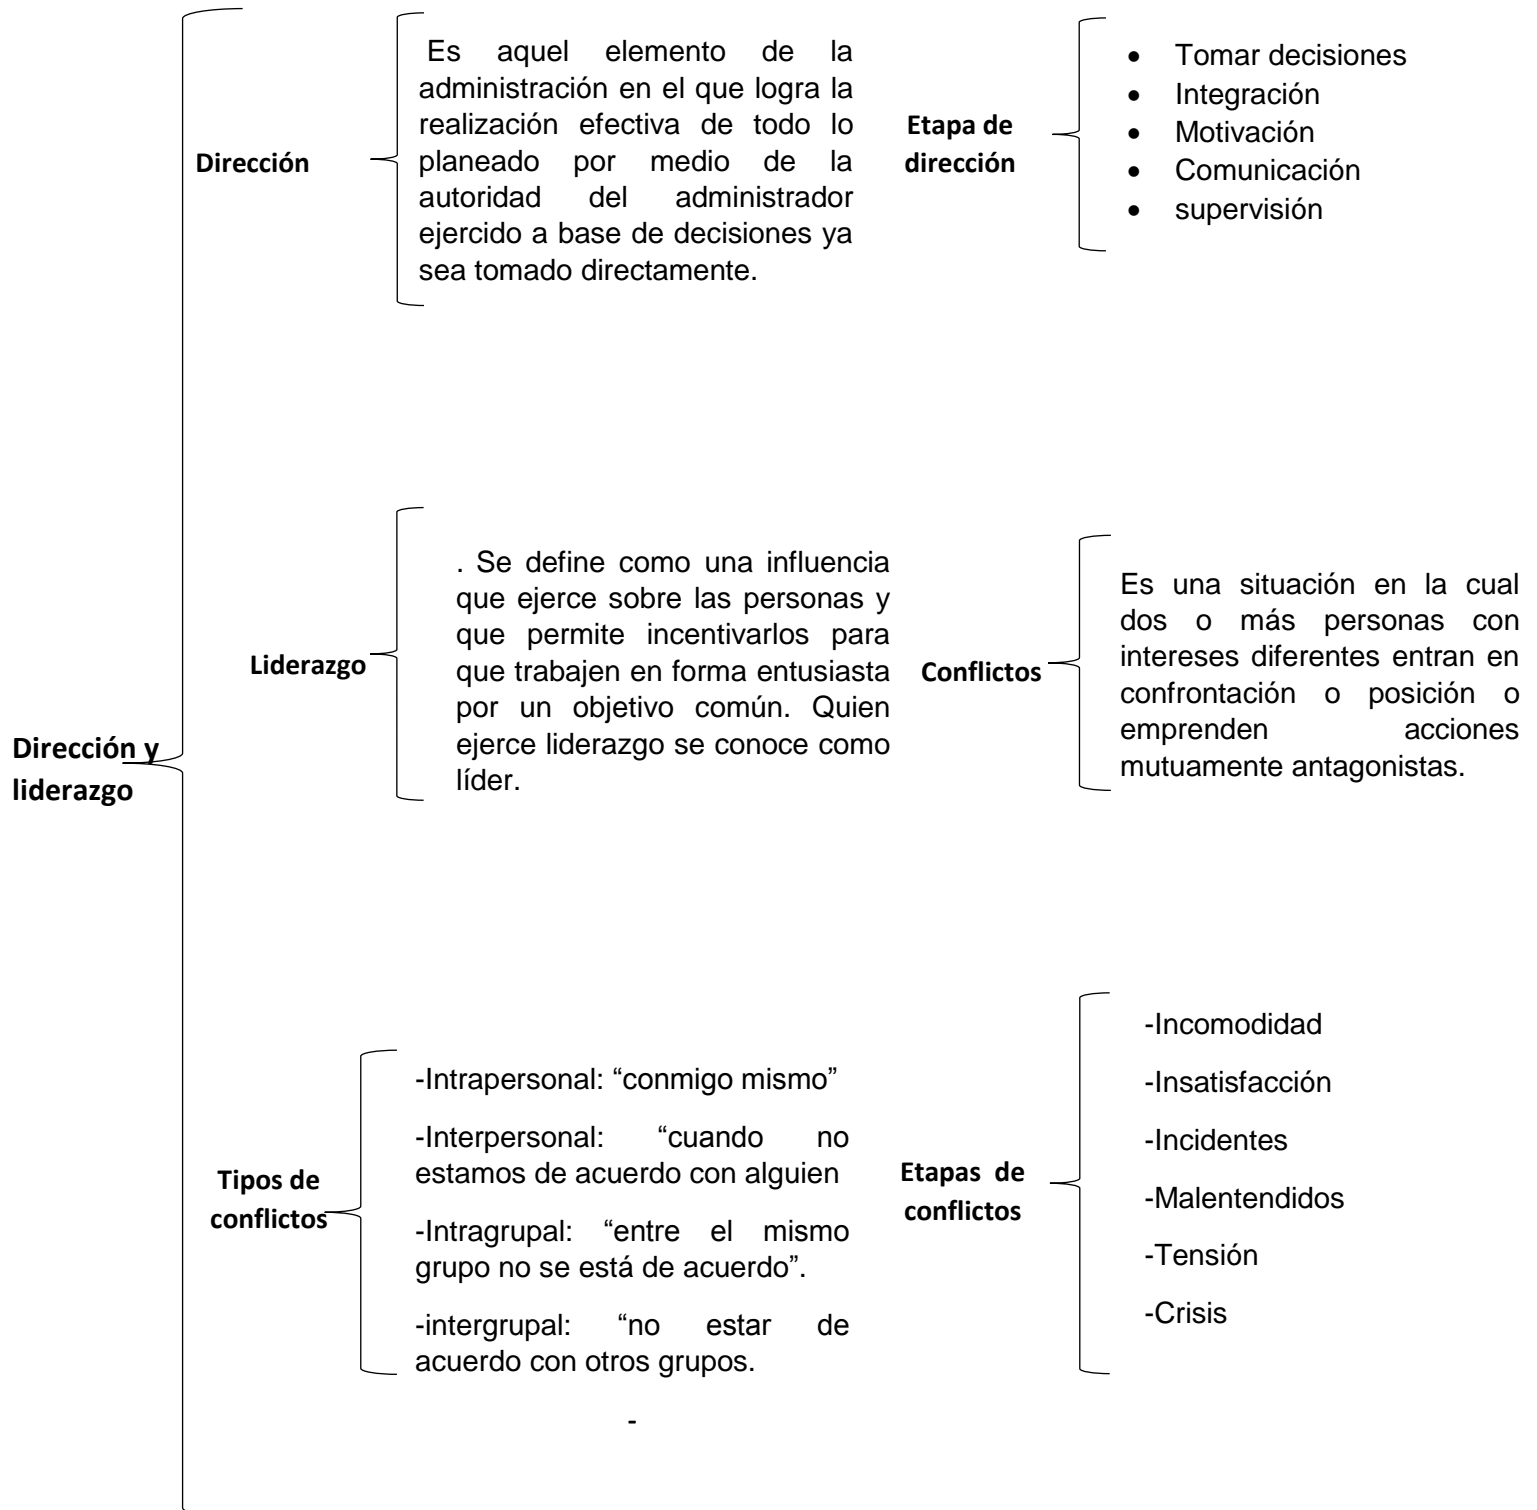 Dirección y
liderazgo
Dirección
Es aquel elemento de la
administración en el que logra la
realización efectiva de todo lo
planeado por medio de la
autoridad del administrador
ejercido a base de decisiones ya
sea tomado directamente.
Etapa de
dirección
• Tomar decisiones
• Integración
• Motivación
• Comunicación
• supervisión
Liderazgo
. Se define como una influencia
que ejerce sobre las personas y
que permite incentivarlos para
que trabajen en forma entusiasta
por un objetivo común. Quien
ejerce liderazgo se conoce como
líder.
Conflictos
Es una situación en la cual
dos o más personas con
intereses diferentes entran en
confrontación o posición o
emprenden acciones
mutuamente antagonistas.
Tipos de
conflictos
-Intrapersonal: “conmigo mismo”
-Interpersonal: “cuando no
estamos de acuerdo con alguien
-Intragrupal: “entre el mismo
grupo no se está de acuerdo”.
-intergrupal: “no estar de
acuerdo con otros grupos.
-
Etapas de
conflictos
-Incomodidad
-Insatisfacción
-Incidentes
-Malentendidos
-Tensión
-Crisis